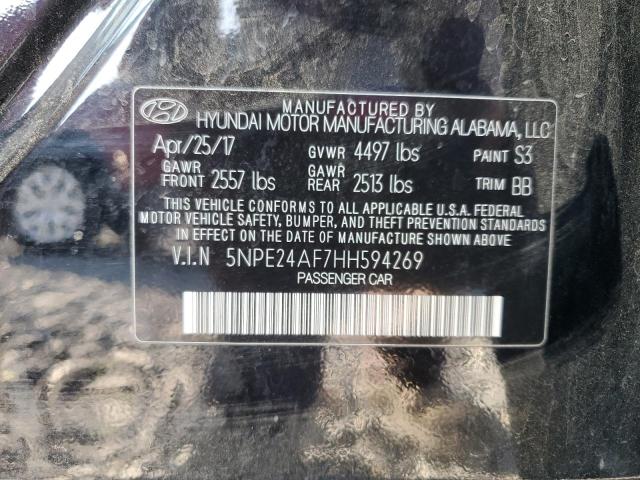 MANUFACTURED BY
HYUNDAI MOTOR MANUFACTURING ALABAMA, LLC
Apr/25/17 GVWR 4497 lbs PAINT S3
GAWR FRONT 2557 lbs GAWR REAR 2513 lbs TRIM BB
THIS VEHICLE CONFORMS TO ALL APPLICABLE U.S.A. FEDERAL
MOTOR VEHICLE SAFETY, BUMPER, AND THEFT PREVENTION STANDARDS
IN EFFECT ON THE DATE OF MANUFACTURE SHOWN ABOVE.
V.I.N 5NPE24AF7HH594269
PASSENGER CAR